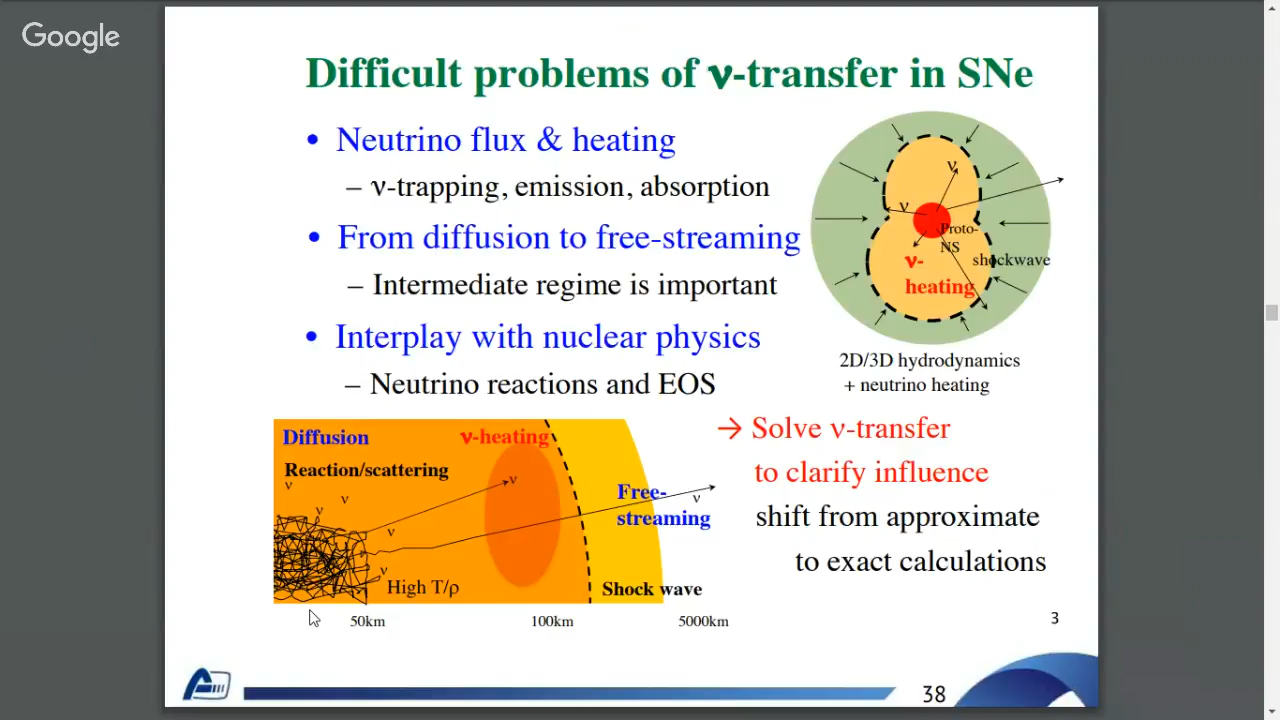 Google
Difficult problems of ν-transfer in SNe
• Neutrino flux & heating
– ν-trapping, emission, absorption
• From diffusion to free-streaming
– Intermediate regime is important
• Interplay with nuclear physics
– Neutrino reactions and EOS
ν
ν
Proto-
NS
ν-
heating
shockwave
2D/3D hydrodynamics
+ neutrino heating
Diffusion
ν-heating
Reaction/scattering
ν
ν
ν
ν
ν
ν
ν
Free-
streaming
High T/ρ
Shock wave
50km
100km
5000km
→ Solve ν-transfer
to clarify influence
shift from approximate
to exact calculations
3
38